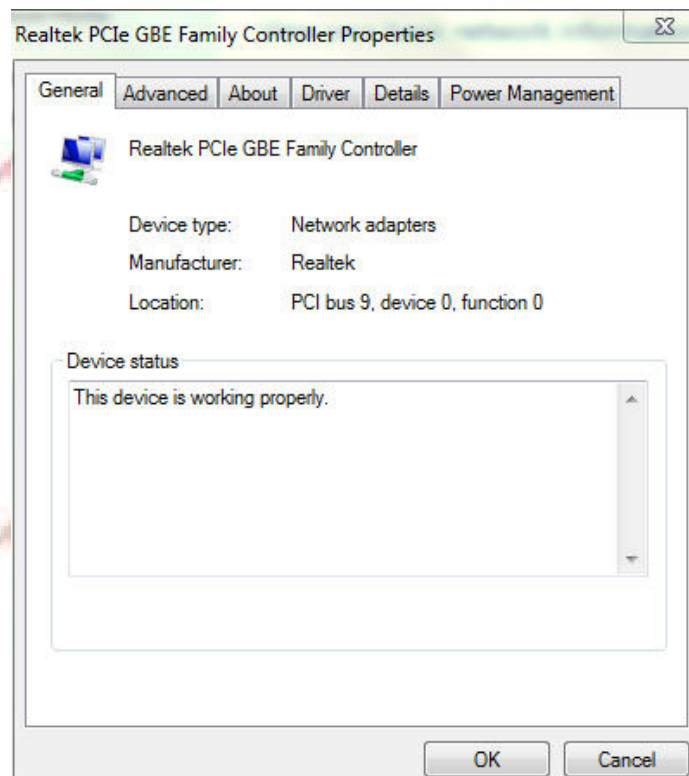 Realtek PCIe GBE Family Controller Properties
General Advanced About Driver Details Power Management
Realtek PCIe GBE Family Controller
Device type: Network adapters
Manufacturer: Realtek
Location: PCI bus 9, device 0, function 0
Device status
This device is working properly.
OK Cancel